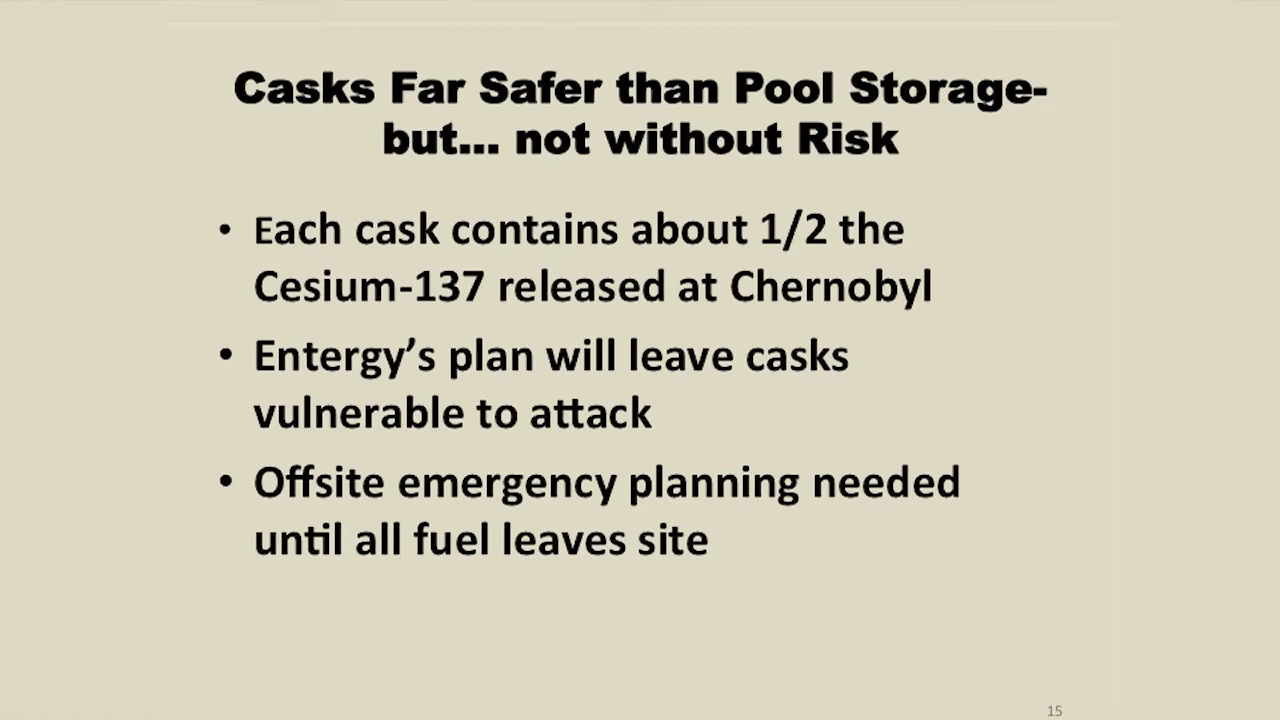 Casks Far Safer than Pool Storage-
but... not without Risk
• Each cask contains about 1/2 the
Cesium-137 released at Chernobyl
• Entergy’s plan will leave casks
vulnerable to attack
• Offsite emergency planning needed
until all fuel leaves site
15